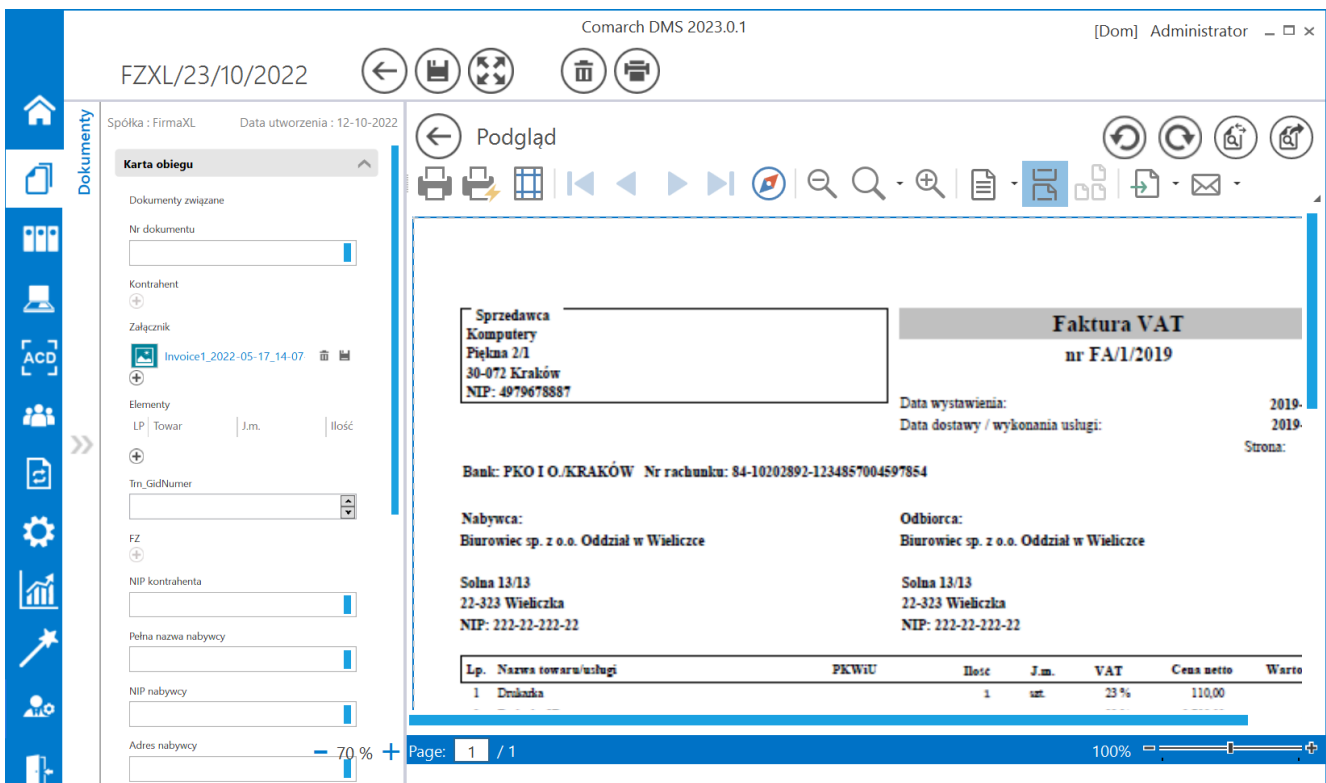 Comarch DMS 2023.0.1
[Dom] Administrator
FZXL/23/10/2022
Dokumenty
ACD
Spółka : FirmaXL Data utworzenia : 12-10-2022
Karta obiegu
Dokumenty związane
Nr dokumentu
Kontrahent
Załącznik
Invoice1_2022-05-17_14-07
Elementy
LP Towar J.m. Ilość
Trn_GidNumer
FZ
NIP kontrahenta
Pełna nazwa nabywcy
NIP nabywcy
Adres nabywcy
70 %
Podgląd
Sprzedawca
Komputery
Piękna 2/1
30-072 Kraków
NIP: 4979678887
Faktura VAT
nr FA/1/2019
Data wystawienia: 2019-
Data dostawy / wykonania usługi: 2019-
Strona:
Bank: PKO I O./KRAKÓW Nr rachunku: 84-10202892-1234857004597854
Nabywca:
Biurowiec sp. z o.o. Oddział w Wieliczce
Solna 13/13
22-323 Wieliczka
NIP: 222-22-222-22
Odbiorca:
Biurowiec sp. z o.o. Oddział w Wieliczce
Solna 13/13
22-323 Wieliczka
NIP: 222-22-222-22
Lp. Nazwa towaru/usługi PKWiU Ilość J.m. VAT Cena netto Warto
1 Drukarka 1 szt. 23 % 110,00
Page: 1 / 1
100%